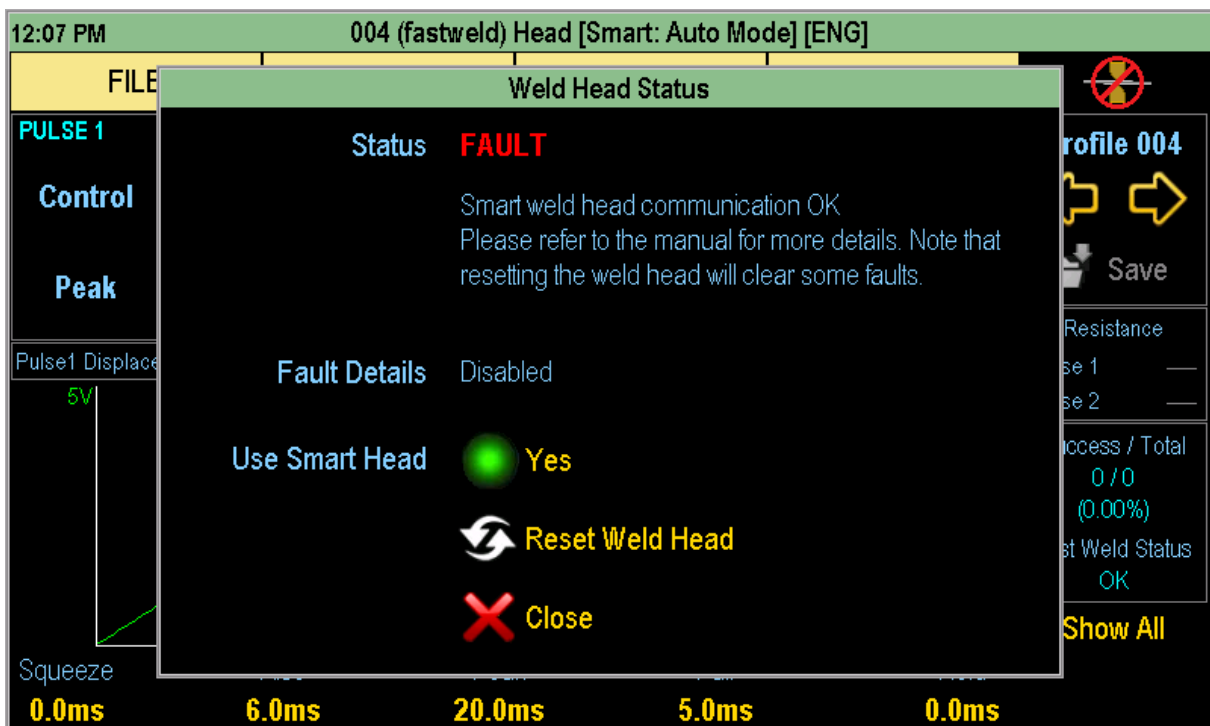 12:07 PM
004 (fastweld) Head [Smart: Auto Mode] [ENG]
FILE
Weld Head Status
PULSE 1
Control
Peak
Status FAULT
Smart weld head communication OK
Please refer to the manual for more details. Note that
resetting the weld head will clear some faults.
Fault Details Disabled
Use Smart Head Yes
Reset Weld Head
Close
rofile 004
Save
Resistance
se 1 —
se 2 —
ccess / Total
0 / 0
(0.00%)
st Weld Status
OK
Show All
Pulse1 Displace
5V
Squeeze
0.0ms 6.0ms 20.0ms 5.0ms 0.0ms